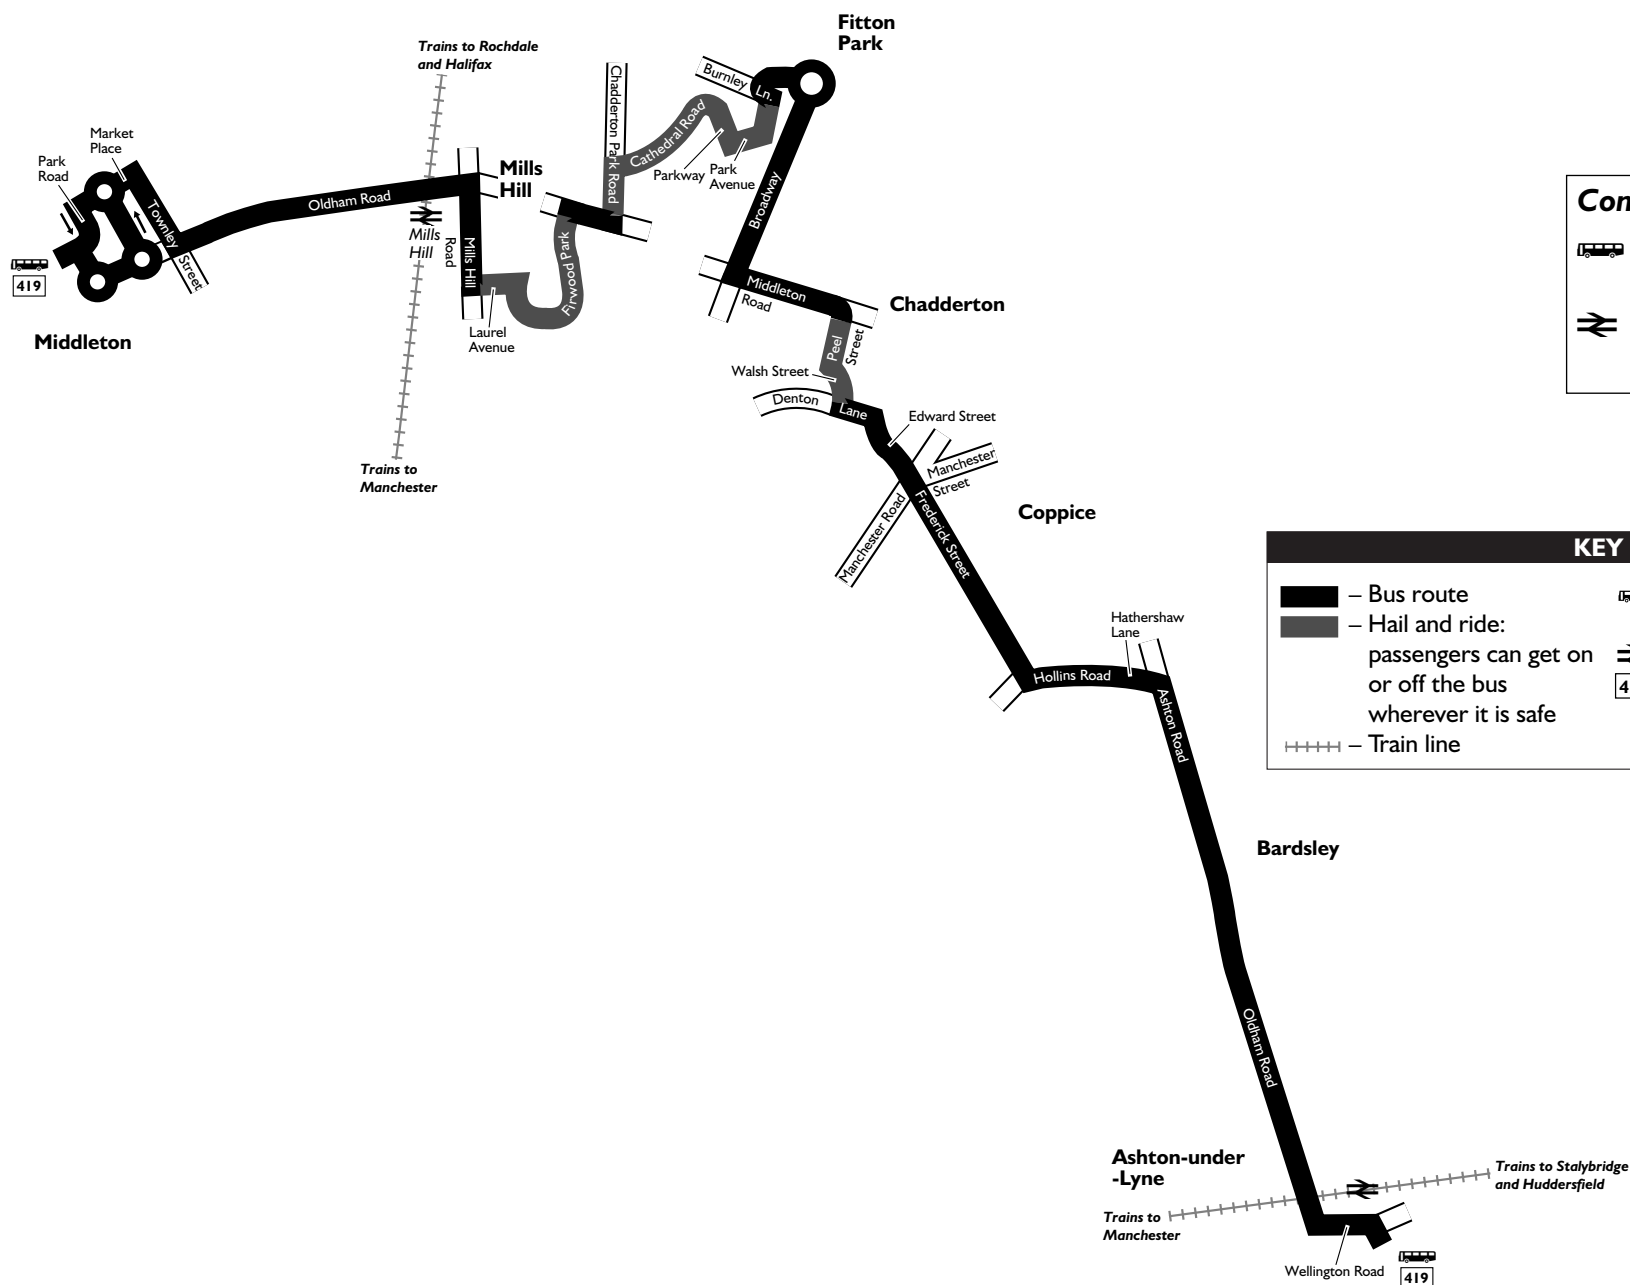 Fitton
Park
Trains to Rochdale
and Halifax
Burnley
Ln.
Chadderton Park Road
Cathedral Road
Parkway
Park
Avenue
Market
Place
Park
Road
Townley
Street
Oldham Road
Mills
Hill
Mills
Hill
Mills Hill
Road
Firwood Park
Laurel
Avenue
Broadway
Middleton
Road
Chadderton
419
Middleton
Peel
Street
Walsh Street
Denton
Lane
Edward Street
Manchester
Street
Manchester Road
Frederick Street
Trains to
Manchester
Coppice
Hathershaw
Lane
Hollins Road
Ashton Road
Bardsley
Oldham Road
Ashton-under
-Lyne
Trains to
Manchester
Trains to Stalybridge
and Huddersfield
Wellington Road
419
KEY
– Bus route
– Hail and ride:
passengers can get on
or off the bus
wherever it is safe
– Train line